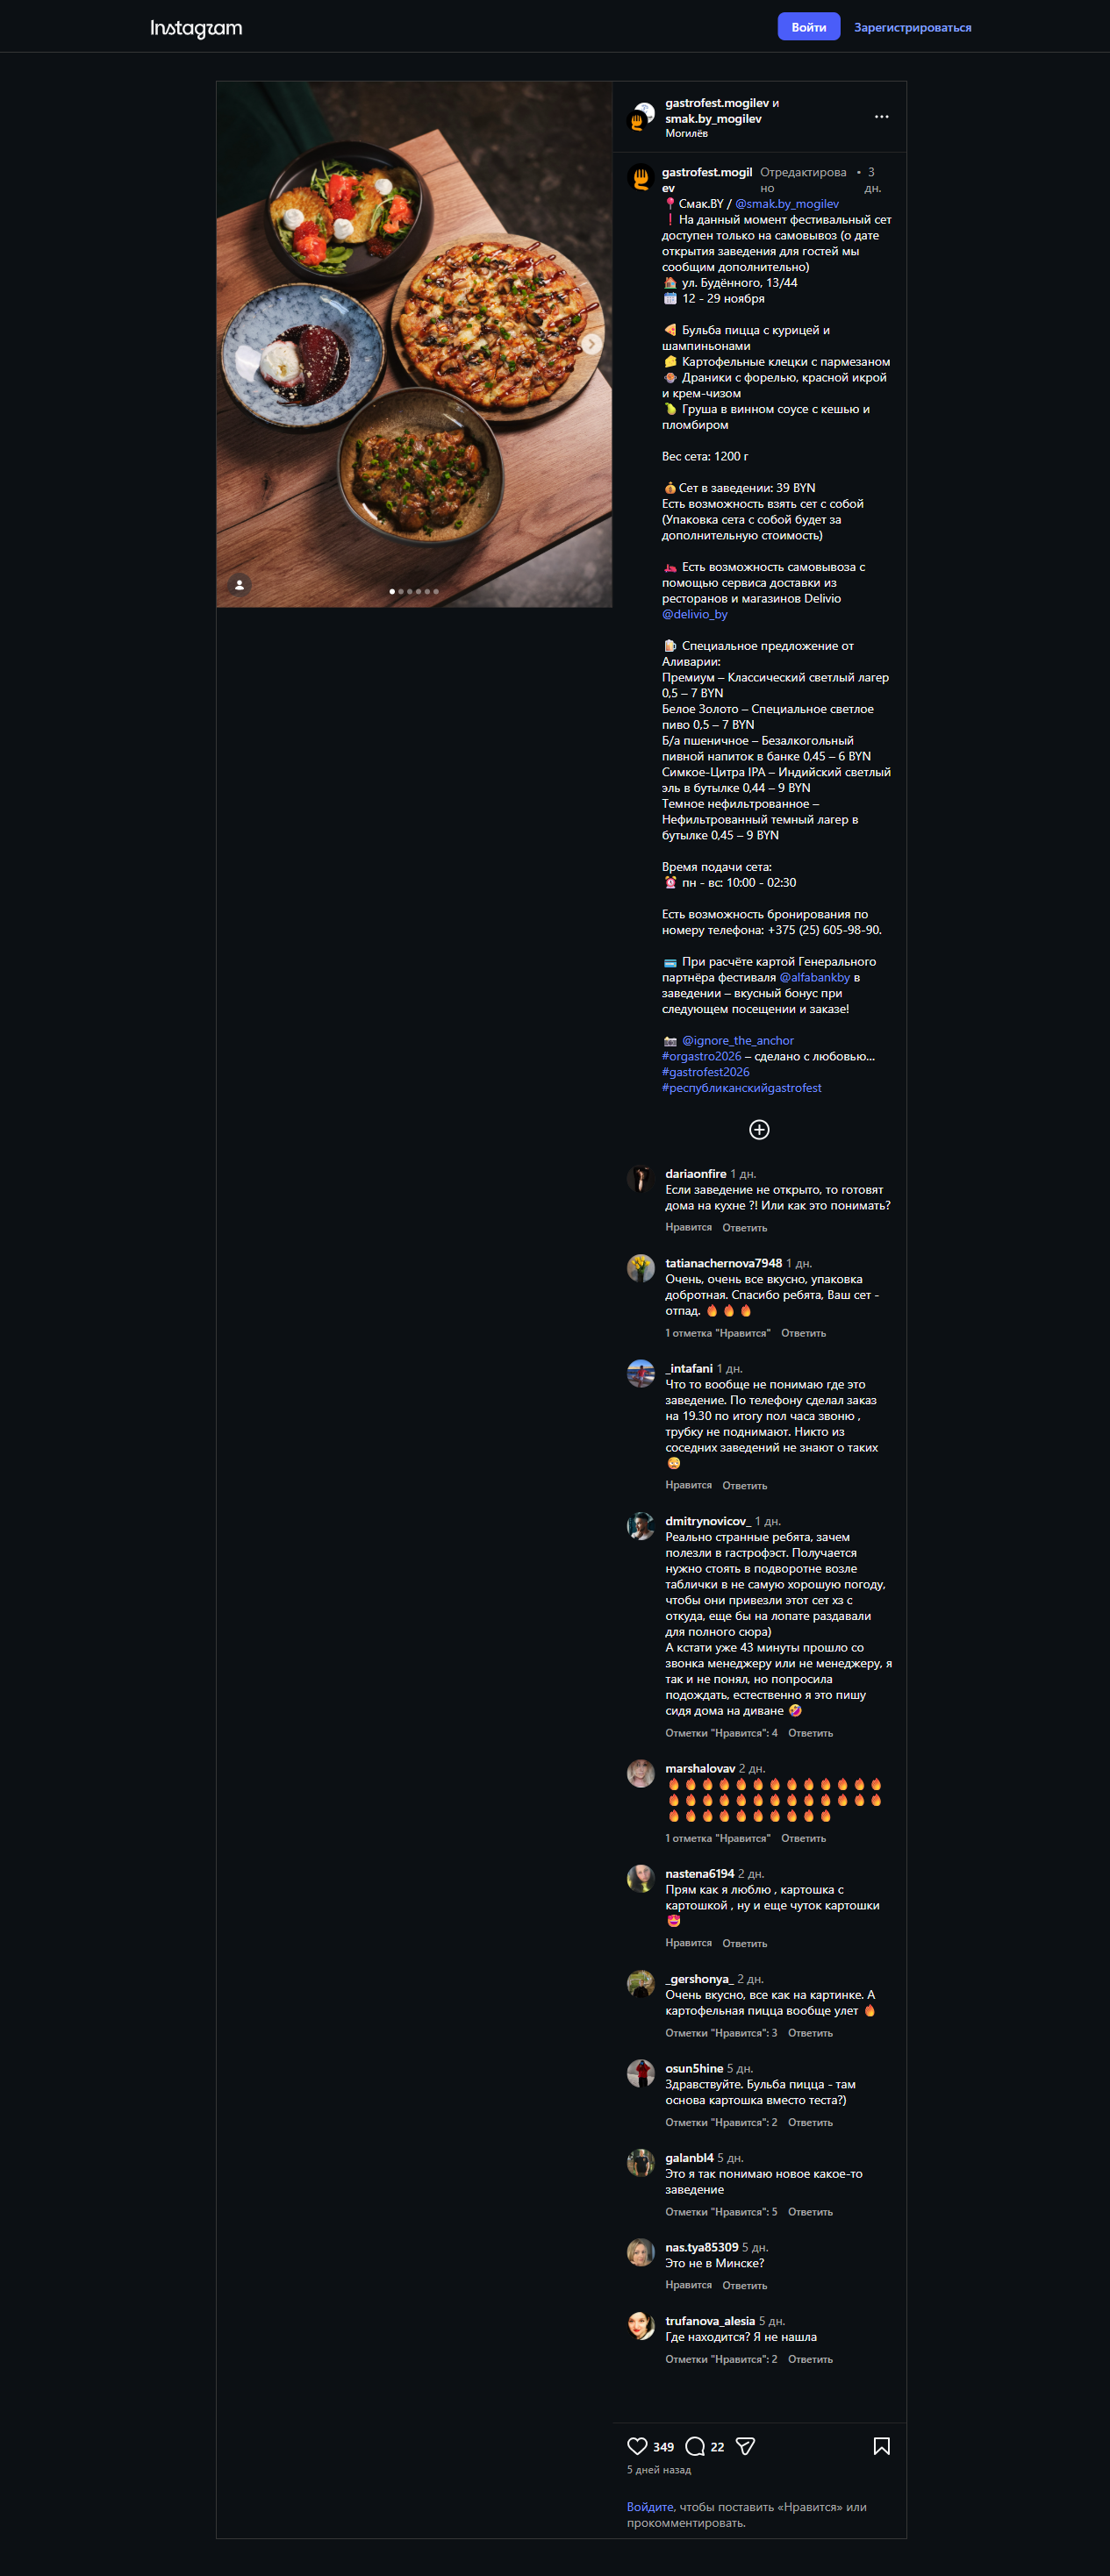 Instagram
Войти
Зарегистрироваться
gastrofest.mogilev и
smak.by_mogilev
Могилёв
gastrofest.mogil
ev
Отредактирова
но
• 3
дн.
📍Смак.BY / @smak.by_mogilev
❗️На данный момент фестивальный сет
доступен только на самовывоз (о дате
открытия заведения для гостей мы
сообщим дополнительно)
🏠 ул. Будённого, 13/44
🗓 12 - 29 ноября
🍕 Бульба пицца с курицей и
шампиньонами
🧀 Картофельные клецки с пармезаном
🐠 Драники с форелью, красной икрой
и крем-чизом
🍐 Груша в винном соусе с кешью и
пломбиром
Вес сета: 1200 г
💰Сет в заведении: 39 BYN
Есть возможность взять сет с собой
(Упаковка сета с собой будет за
дополнительную стоимость)
🛵 Есть возможность самовывоза с
помощью сервиса доставки из
ресторанов и магазинов Delivio
@delivio_by
🍺 Специальное предложение от
Аливарии:
Премиум – Классический светлый лагер
0,5 – 7 BYN
Белое Золото – Специальное светлое
пиво 0,5 – 7 BYN
Б/а пшеничное – Безалкогольный
пивной напиток в банке 0,45 – 6 BYN
Симкое-Цитра IPA – Индийский светлый
эль в бутылке 0,44 – 9 BYN
Темное нефильтрованное –
Нефильтрованный темный лагер в
бутылке 0,45 – 9 BYN
Время подачи сета:
⏰ пн - вс: 10:00 - 02:30
Есть возможность бронирования по
номеру телефона: +375 (25) 605-98-90.
💳 При расчёте картой Генерального
партнёра фестиваля @alfabankby в
заведении – вкусный бонус при
следующем посещении и заказе!
📷 @ignore_the_anchor
#orgastro2026 – сделано с любовью...
#gastrofest2026
#республиканскийgastrofest
dariaonfire 1 дн.
Если заведение не открыто, то готовят
дома на кухне ?! Или как это понимать?
Нравится Ответить
tatianachernova7948 1 дн.
Очень, очень все вкусно, упаковка
добротная. Спасибо ребята, Ваш сет -
отпад. 🔥🔥🔥
1 отметка "Нравится" Ответить
_intafani 1 дн.
Что то вообще не понимаю где это
заведение. По телефону сделал заказ
на 19.30 по итогу пол часа звоню ,
трубку не поднимают. Никто из
соседних заведений не знают о таких
Нравится Ответить
dmitrynovicov_ 1 дн.
Реально странные ребята, зачем
полезли в гастрофэст. Получается
нужно стоять в подворотне возле
таблички в не самую хорошую погоду,
чтобы они привезли этот сет хз с
откуда, еще бы на лопате раздавали
для полного сюра)
А кстати уже 43 минуты прошло со
звонка менеджеру или не менеджеру, я
так и не понял, но попросила
подождать, естественно я это пишу
сидя дома на диване 🤣
Отметки "Нравится": 4 Ответить
marshalovav 2 дн.
🔥🔥🔥🔥🔥🔥🔥🔥🔥🔥🔥🔥🔥
🔥🔥🔥🔥🔥🔥🔥🔥🔥🔥🔥🔥🔥
🔥🔥🔥🔥🔥🔥🔥🔥🔥🔥
1 отметка "Нравится" Ответить
nastena6194 2 дн.
Прям как я люблю , картошка с
картошкой , ну и еще чуток картошки
🤩
Нравится Ответить
_gershonya_ 2 дн.
Очень вкусно, все как на картинке. А
картофельная пицца вообще улет 🔥
Отметки "Нравится": 3 Ответить
osun5hine 5 дн.
Здравствуйте. Бульба пицца - там
основа картошка вместо теста?)
Отметки "Нравится": 2 Ответить
galanbl4 5 дн.
Это я так понимаю новое какое-то
заведение
Отметки "Нравится": 5 Ответить
nas.tya85309 5 дн.
Это не в Минске?
Нравится Ответить
trufanova_alesia 5 дн.
Где находится? Я не нашла
Отметки "Нравится": 2 Ответить
349 22
5 дней назад
Войдите, чтобы поставить «Нравится» или
прокомментировать.